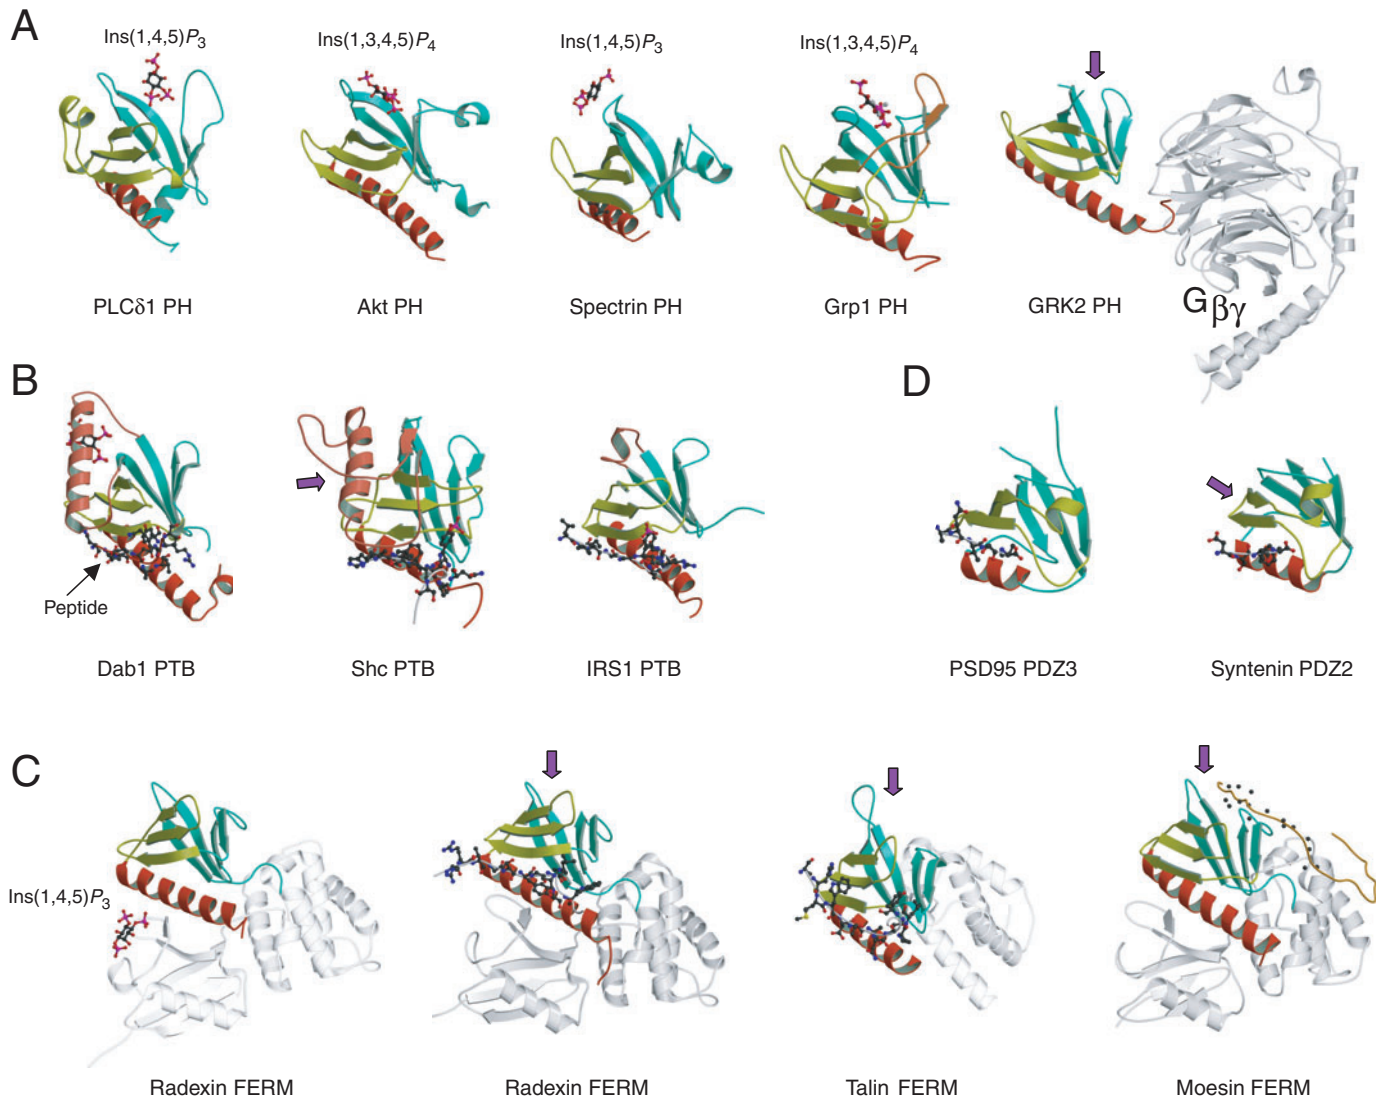 A
Ins(1,4,5)P3
Ins(1,3,4,5)P4
Ins(1,4,5)P3
Ins(1,3,4,5)P4
PLCδ1 PH
Akt PH
Spectrin PH
Grp1 PH
GRK2 PH
Gβγ
B
Peptide
Dab1 PTB
Shc PTB
IRS1 PTB
D
PSD95 PDZ3
Syntenin PDZ2
C
Ins(1,4,5)P3
Radexin FERM
Radexin FERM
Talin FERM
Moesin FERM